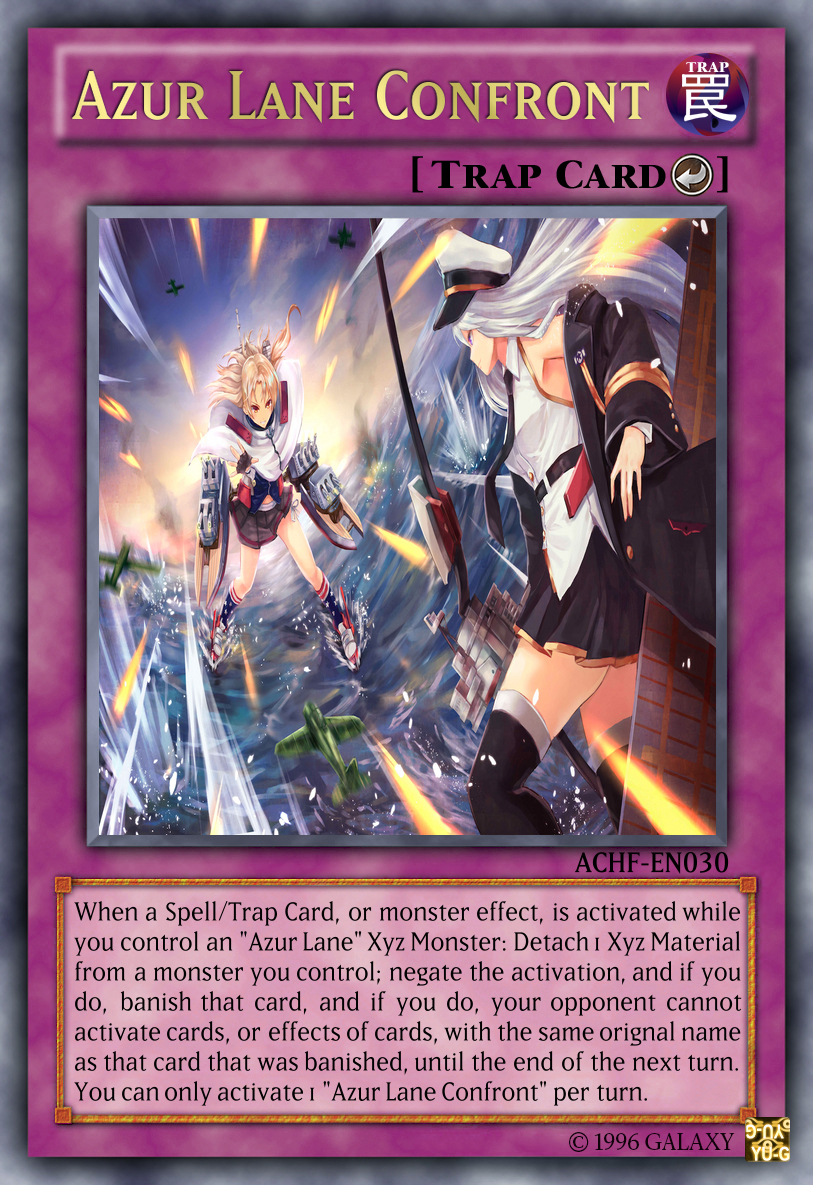 AZUR LANE CONFRONT
TRAP
罠
[TRAP CARD]
ACHF-EN030
When a Spell/Trap Card, or monster effect, is activated while
you control an "Azur Lane" Xyz Monster: Detach 1 Xyz Material
from a monster you control; negate the activation, and if you
do, banish that card, and if you do, your opponent cannot
activate cards, or effects of cards, with the same orignal name
as that card that was banished, until the end of the next turn.
You can only activate 1 "Azur Lane Confront" per turn.
© 1996 GALAXY